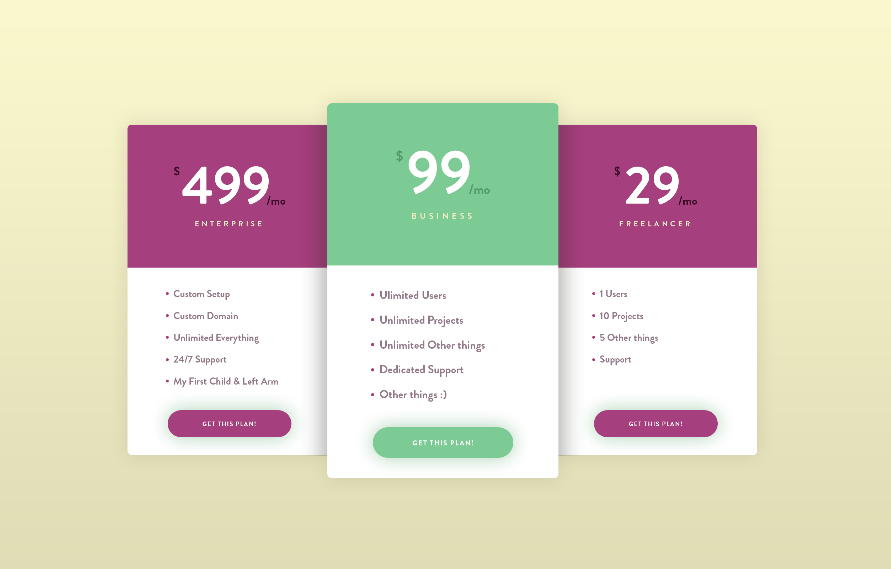 $499/mo
ENTERPRISE
Custom Setup
Custom Domain
Unlimited Everything
24/7 Support
My First Child & Left Arm
GET THIS PLAN!
$99/mo
BUSINESS
Ulimited Users
Unlimited Projects
Unlimited Other things
Dedicated Support
Other things :)
GET THIS PLAN!
$29/mo
FREELANCER
1 Users
10 Projects
5 Other things
Support
GET THIS PLAN!